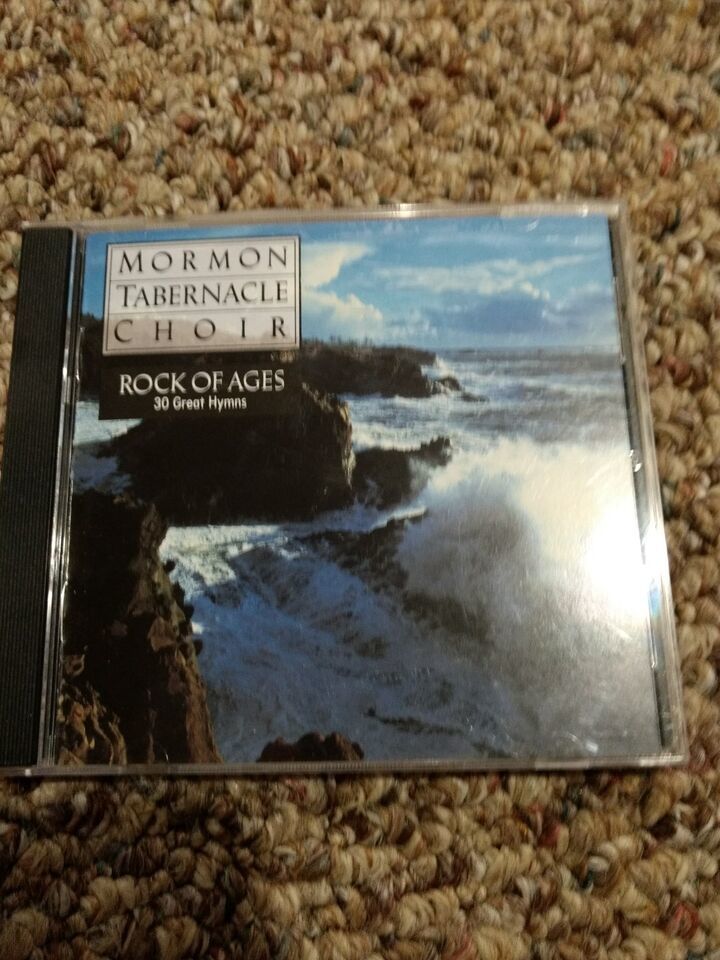 MORMON
TABERNACLE
CHOIR
ROCK OF AGES
30 Great Hymns